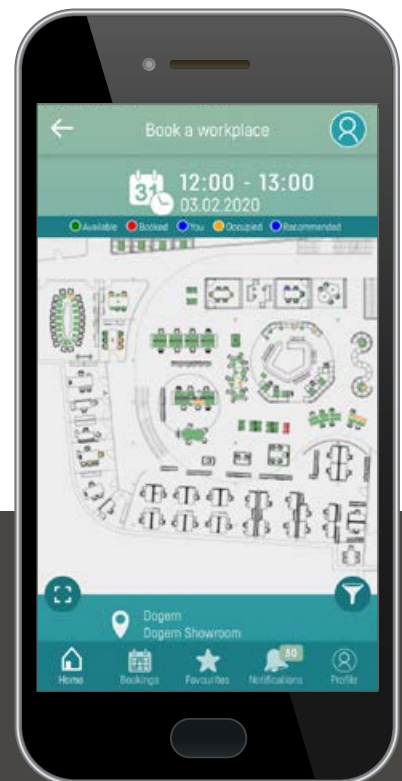 Book a workplace
31
12:00 - 13:00
03.02.2020
Available Booked You Occupied Recommended
Dogern
Dogern Showroom
30
Home Bookings Favourites Notifications Profile